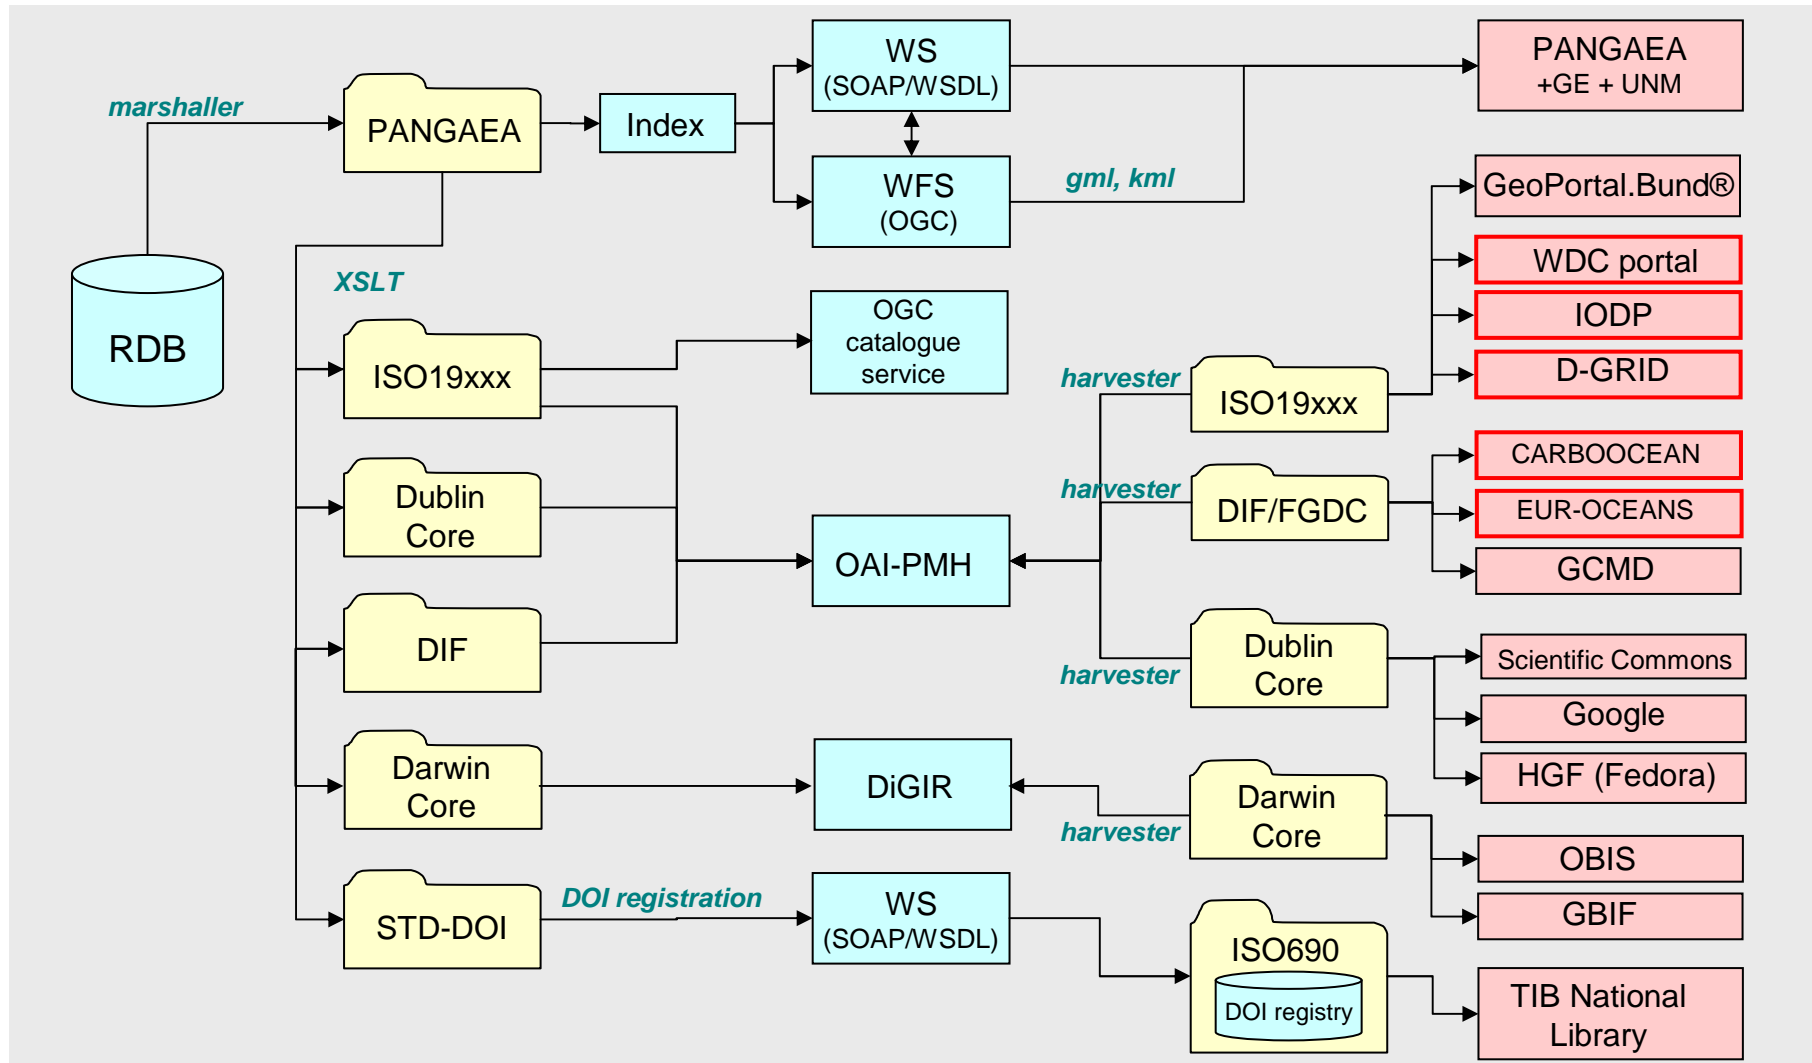 marshaller
RDB
PANGAEA
XSLT
ISO19xxx
Dublin
Core
DIF
Darwin
Core
STD-DOI
DOI registration
Index
WS
(SOAP/WSDL)
WFS
(OGC)
gml, kml
OGC
catalogue
service
OAI-PMH
DiGIR
WS
(SOAP/WSDL)
harvester
ISO19xxx
harvester
DIF/FGDC
harvester
Dublin
Core
harvester
Darwin
Core
ISO690
DOI registry
PANGAEA
+GE + UNM
GeoPortal.Bund®
WDC portal
IODP
D-GRID
CARBOOCEAN
EUR-OCEANS
GCMD
Scientific Commons
Google
HGF (Fedora)
OBIS
GBIF
TIB National
Library